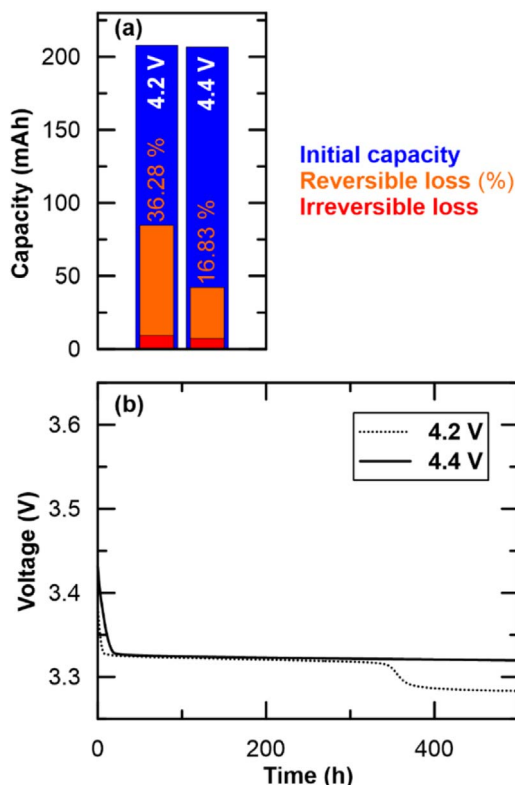 (a)
200
150
100
50
0
Capacity (mAh)
4.2 V
36.28 %
4.4 V
16.83 %
Initial capacity
Reversible loss (%)
Irreversible loss
(b)
4.2 V
4.4 V
3.6
3.5
3.4
3.3
Voltage (V)
0 200 400
Time (h)